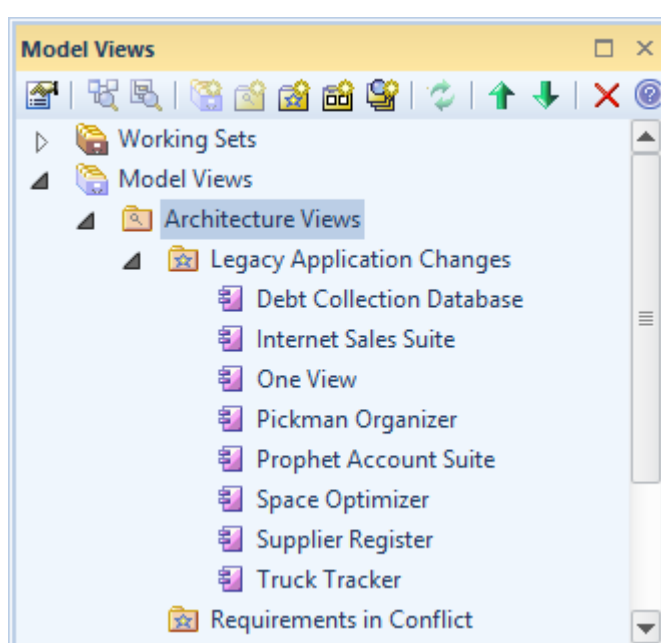 Model Views
Working Sets
Model Views
Architecture Views
Legacy Application Changes
Debt Collection Database
Internet Sales Suite
One View
Pickman Organizer
Prophet Account Suite
Space Optimizer
Supplier Register
Truck Tracker
Requirements in Conflict